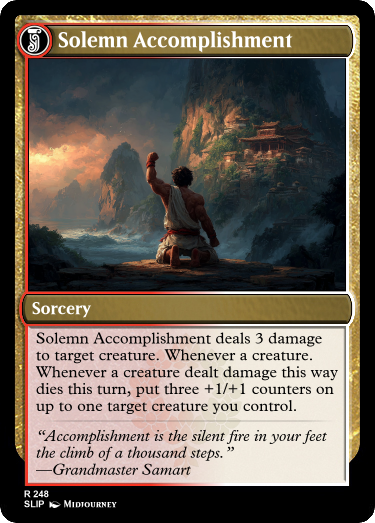 Solemn Accomplishment
Sorcery
Solemn Accomplishment deals 3 damage
to target creature. Whenever a creature.
Whenever a creature dealt damage this way
dies this turn, put three +1/+1 counters on
up to one target creature you control.
“Accomplishment is the silent fire in your feet
the climb of a thousand steps.”
—Grandmaster Samart
R 248
SLIP Midjourney